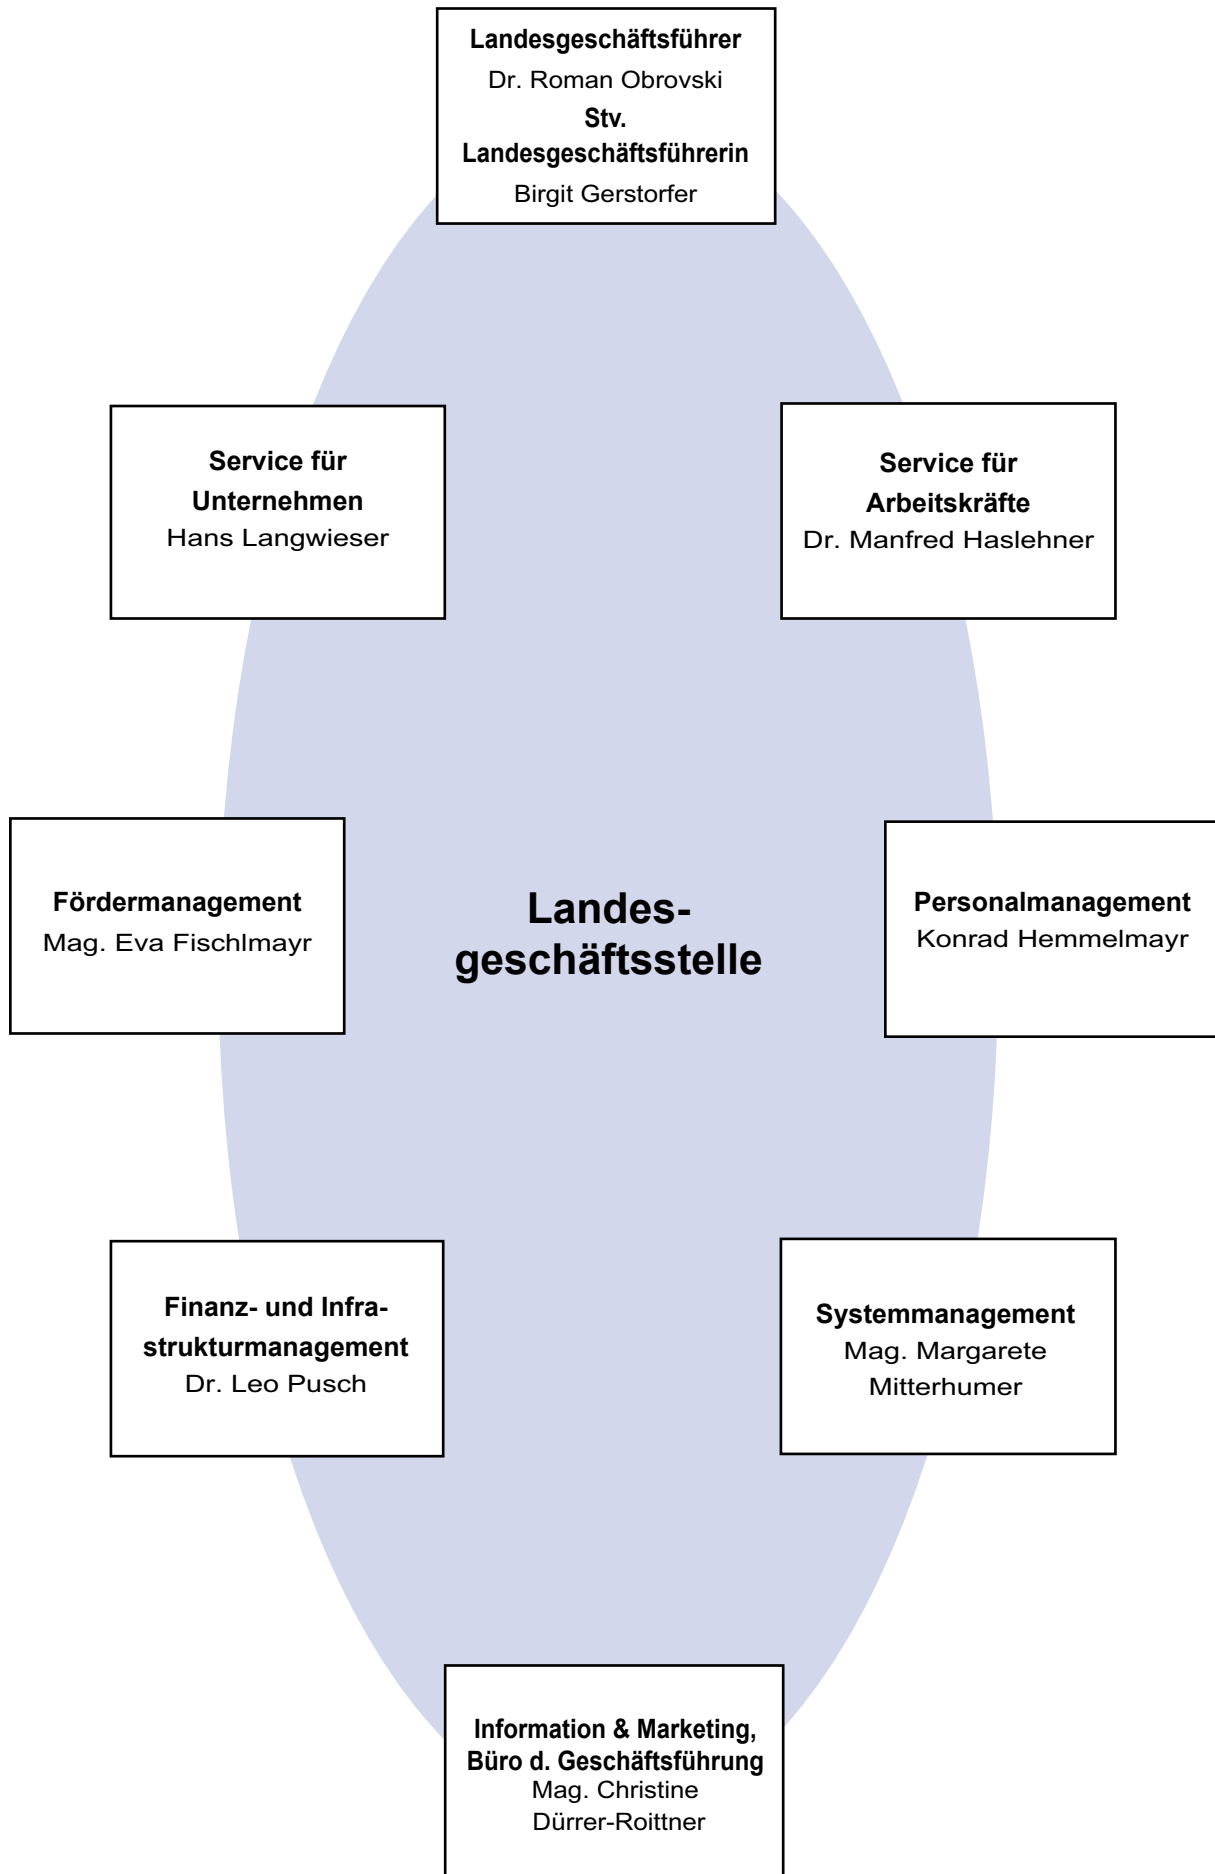 Landesgeschäftsführer
Dr. Roman Obrovski
Stv.
Landesgeschäftsführerin
Birgit Gerstorfer
Service für
Unternehmen
Hans Langwieser
Service für
Arbeitskräfte
Dr. Manfred Haslehner
Fördermanagement
Mag. Eva Fischlmayr
Landes-
geschäftsstelle
Personalmanagement
Konrad Hemmelmayr
Finanz- und Infra-
strukturmanagement
Dr. Leo Pusch
Systemmanagement
Mag. Margarete
Mitterhumer
Information & Marketing,
Büro d. Geschäftsführung
Mag. Christine
Dürrer-Roittner